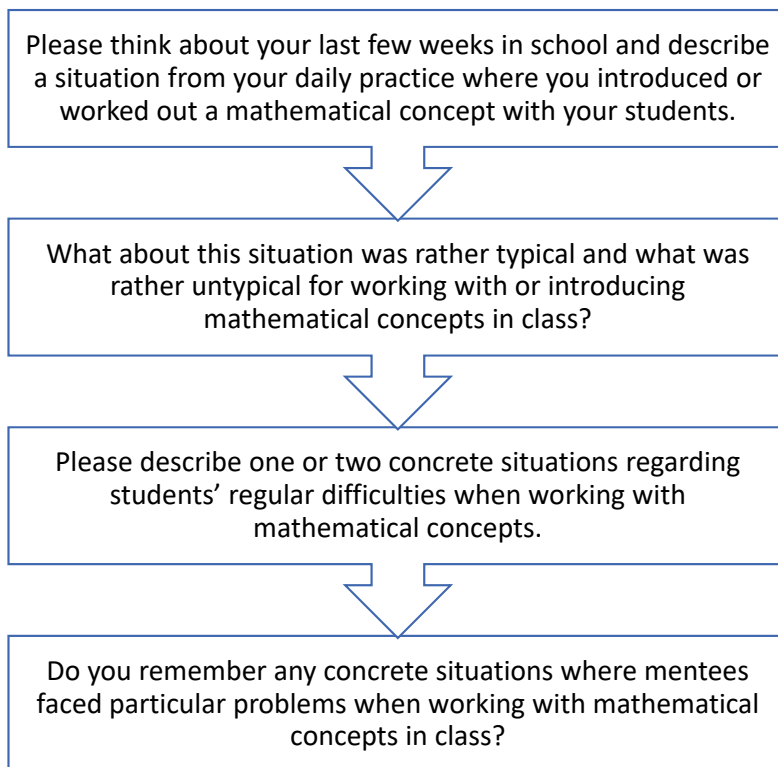 Please think about your last few weeks in school and describe
a situation from your daily practice where you introduced or
worked out a mathematical concept with your students.
What about this situation was rather typical and what was
rather untypical for working with or introducing
mathematical concepts in class?
Please describe one or two concrete situations regarding
students’ regular difficulties when working with
mathematical concepts.
Do you remember any concrete situations where mentees
faced particular problems when working with mathematical
concepts in class?